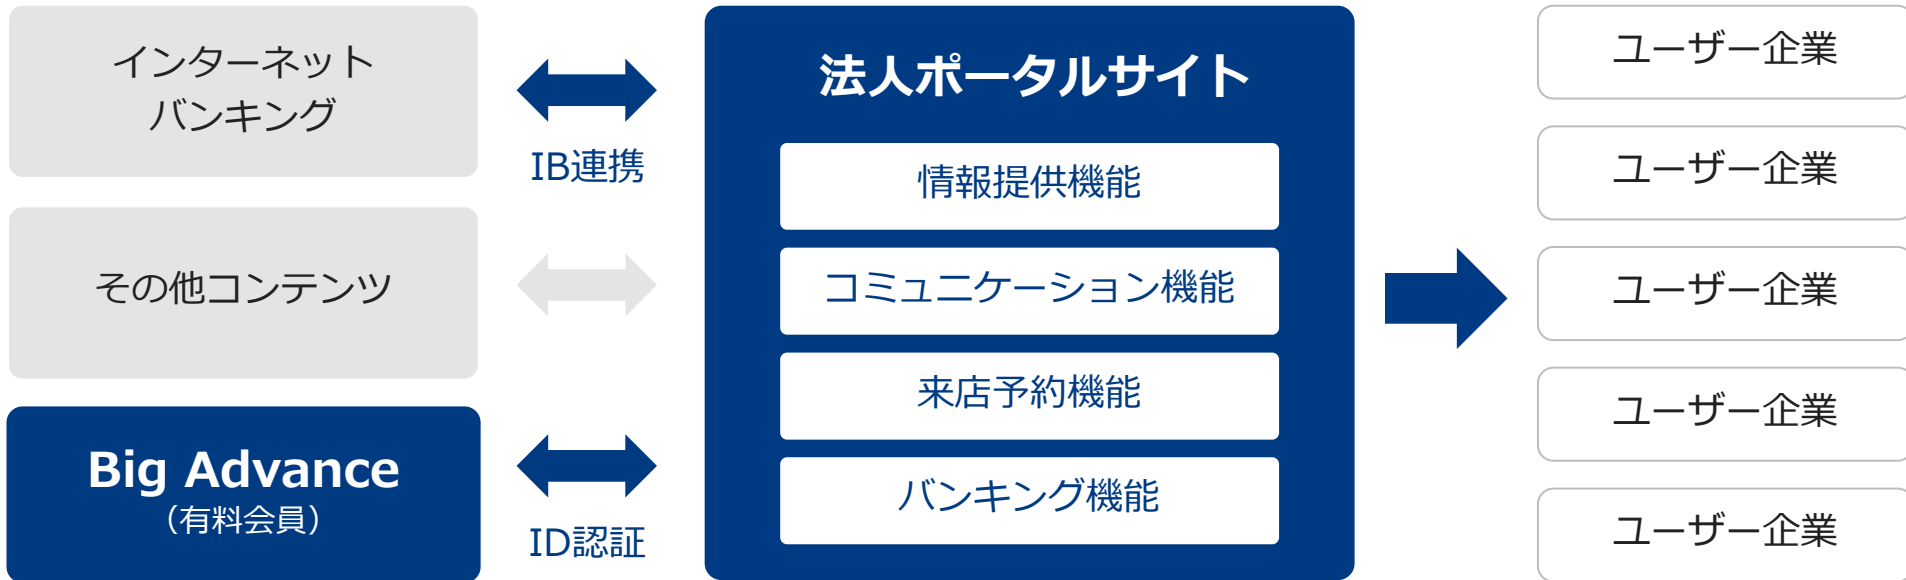 インターネット
バンキング
その他コンテンツ
Big Advance
（有料会員）
IB連携
ID認証
法人ポータルサイト
情報提供機能
コミュニケーション機能
来店予約機能
バンキング機能
ユーザー企業
ユーザー企業
ユーザー企業
ユーザー企業
ユーザー企業